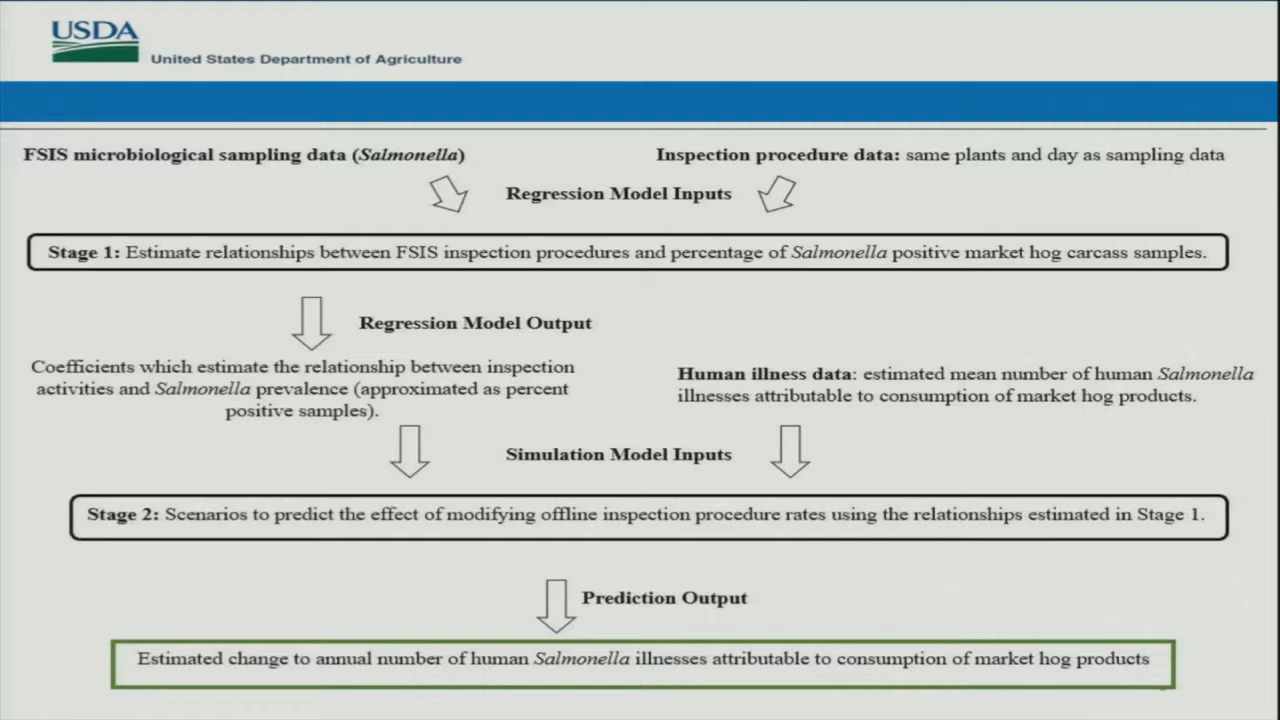 USDA
United States Department of Agriculture
FSIS microbiological sampling data (Salmonella)
Inspection procedure data: same plants and day as sampling data
Regression Model Inputs
Stage 1: Estimate relationships between FSIS inspection procedures and percentage of Salmonella positive market hog carcass samples.
Regression Model Output
Coefficients which estimate the relationship between inspection
activities and Salmonella prevalence (approximated as percent
positive samples).
Human illness data: estimated mean number of human Salmonella
illnesses attributable to consumption of market hog products.
Simulation Model Inputs
Stage 2: Scenarios to predict the effect of modifying offline inspection procedure rates using the relationships estimated in Stage 1.
Prediction Output
Estimated change to annual number of human Salmonella illnesses attributable to consumption of market hog products